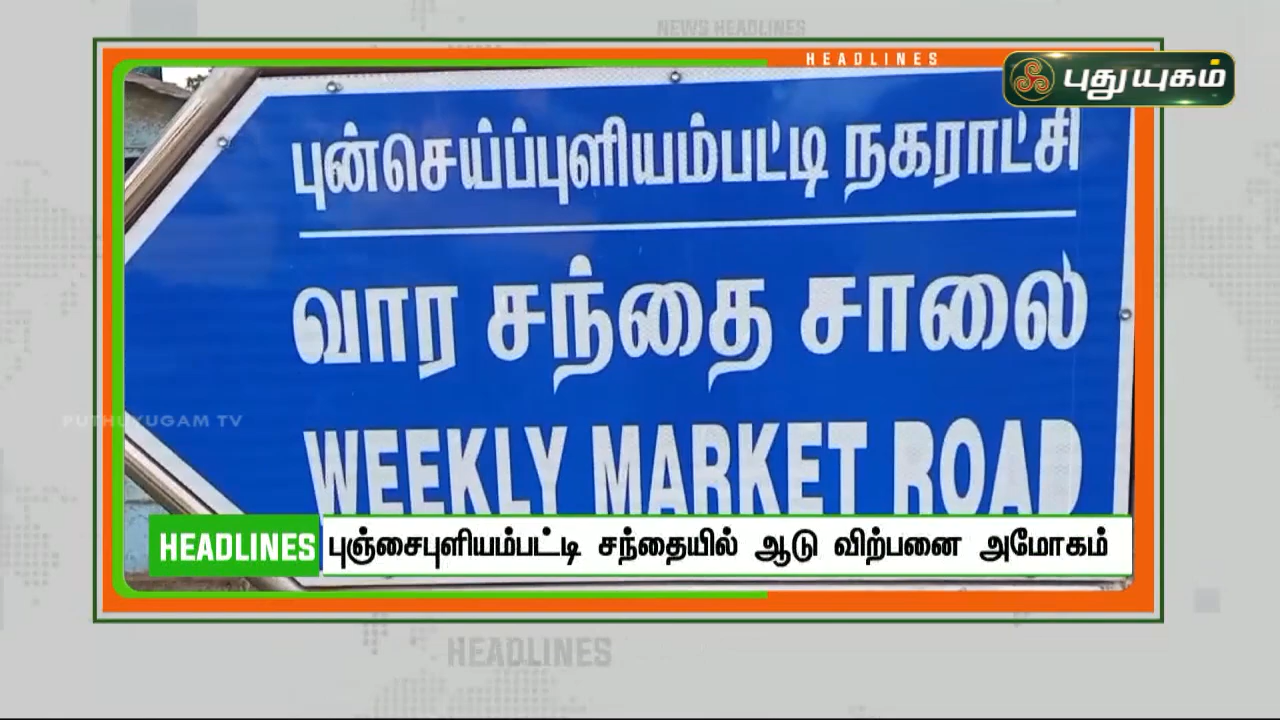 NEWS HEADLINES
HEADLINES
புதுயுகம்
புன்செய்ப்புளியம்பட்டி நகராட்சி
வார சந்தை சாலை
PUTHUYUGAM TV
WEEKLY MARKET ROAD
HEADLINES புஞ்சைபுளியம்பட்டி சந்தையில் ஆடு விற்பனை அமோகம்
HEADLINES